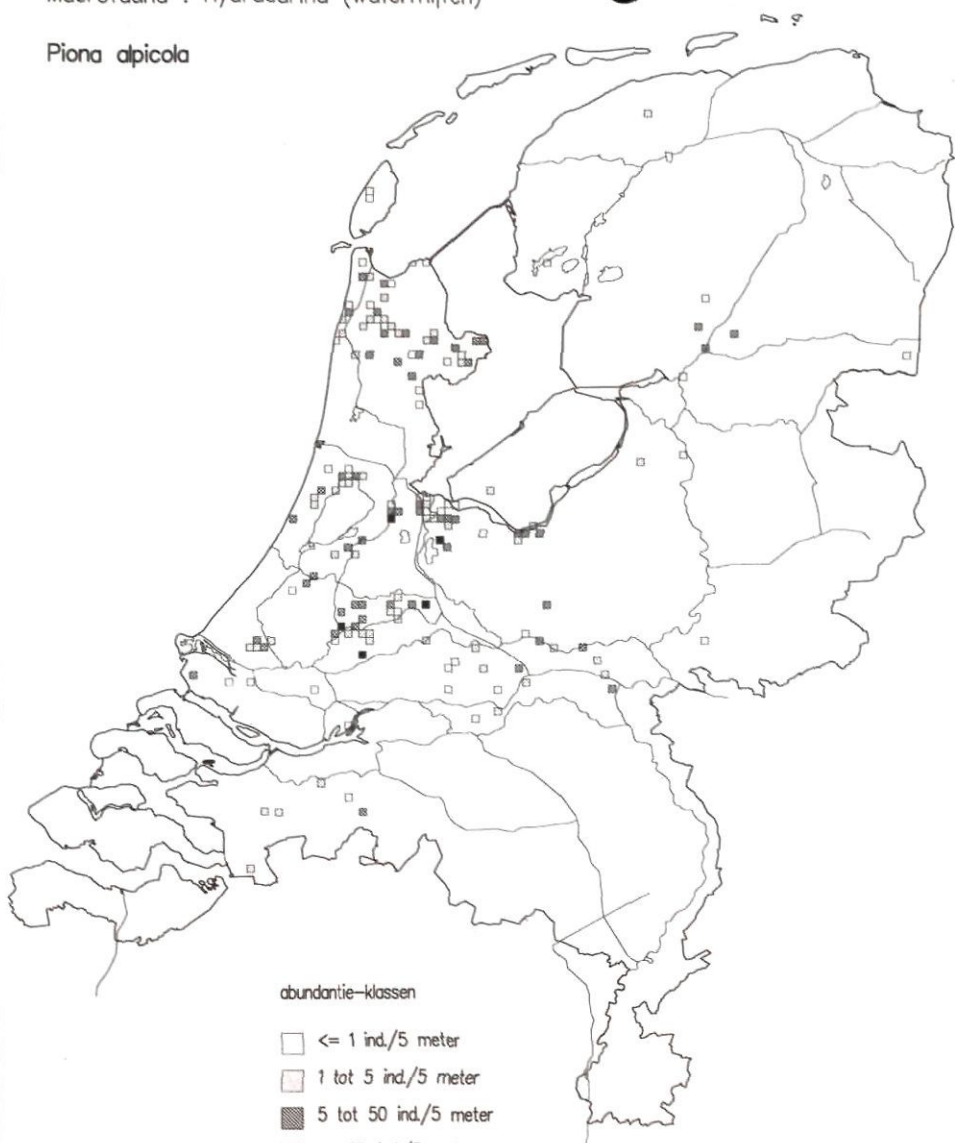 Piona alpicola
abundantie-klassen
<= 1 ind./5 meter
1 tot 5 ind./5 meter
5 tot 50 ind./5 meter